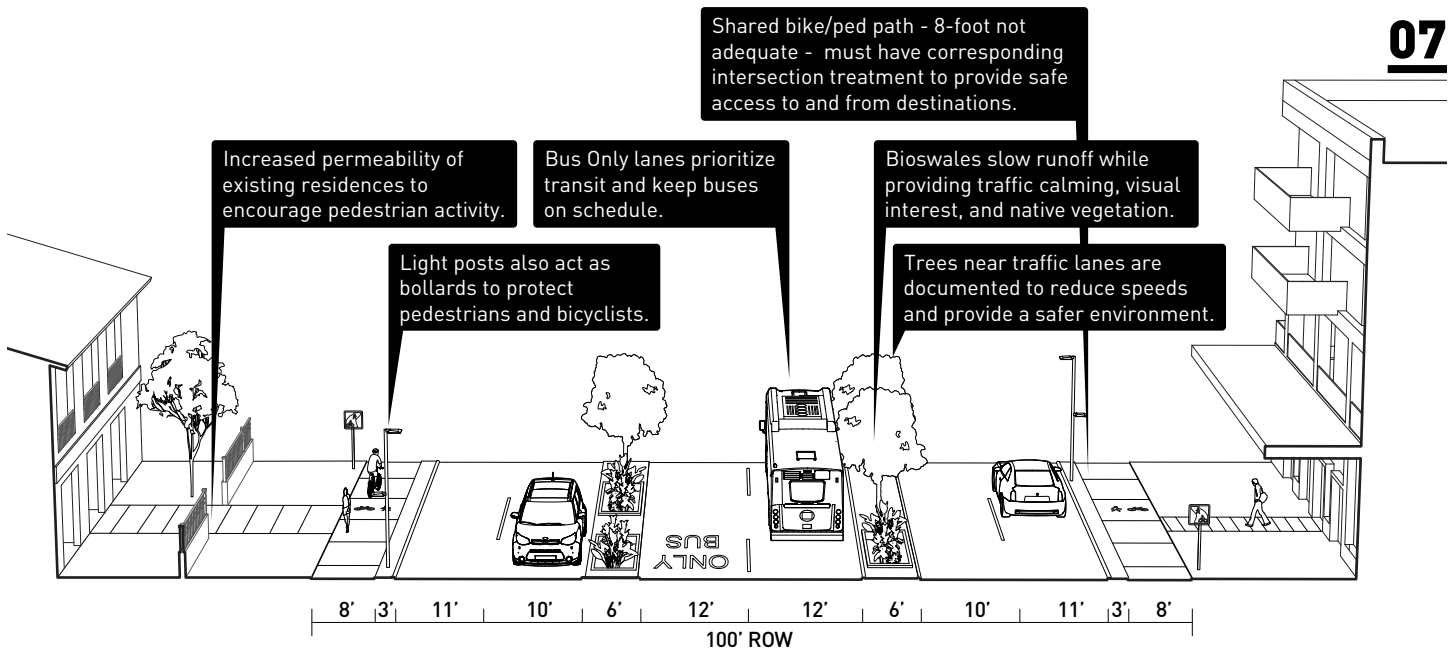 07
Shared bike/ped path - 8-foot not
adequate - must have corresponding
intersection treatment to provide safe
access to and from destinations.
Increased permeability of
existing residences to
encourage pedestrian activity.
Bus Only lanes prioritize
transit and keep buses
on schedule.
Bioswales slow runoff while
providing traffic calming, visual
interest, and native vegetation.
Light posts also act as
bollards to protect
pedestrians and bicyclists.
Trees near traffic lanes are
documented to reduce speeds
and provide a safer environment.
ONLY
BUS
8’ 3’ 11’ 10’ 6’ 12’ 12’ 6’ 10’ 11’ 3’ 8’
100’ ROW